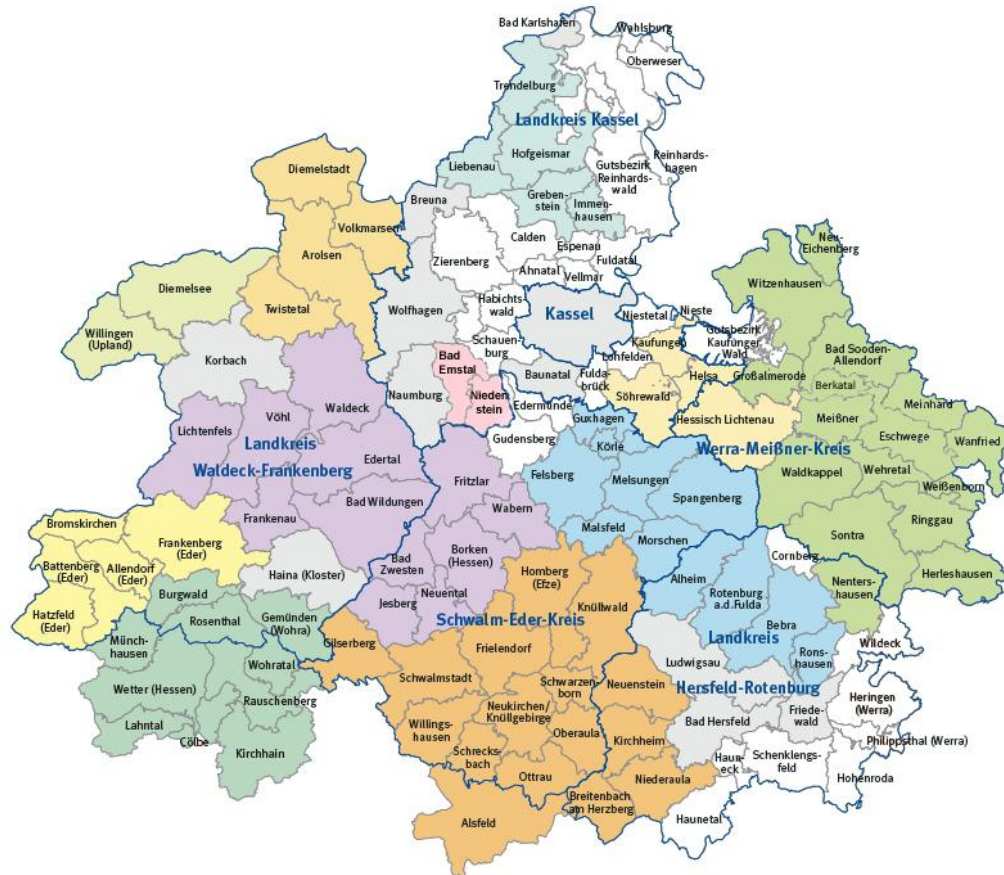 Bad Karlshafen
Wahlsburg
Oberweser
Trendelburg
Landkreis Kassel
Hofgeismar
Liebenau
Gutsbezirk
Reinhards-
wald
Reinhards-
hagen
Diemelstadt
Greben-
stein
Immen-
hausen
Breuna
Volkmarsen
Calden
Espenau
Fuldatal
Zierenberg
Ahnatal
Vellmar
Arolsen
Neu-
Eichenberg
Witzenhausen
Diemelsee
Twistetal
Wolfhagen
Habichts-
wald
Kassel
Niestetal
Nieste
Willingen
(Upland)
Kaufungen
Gutsbezirk
Kaufunger
Wald
Korbach
Schauen-
burg
Lohfelden
Bad Sooden-
Allendorf
Bad
Emstal
Baunatal
Fulda-
brück
Helsa
Großalmerode
Berkatal
Naumburg
Nieden-
stein
Söhrewald
Meinhard
Edermünde
Guxhagen
Hessisch Lichtenau
Meißner
Lichtenfels
Vöhl
Waldeck
Gudensberg
Körle
Eschwege
Wanfried
Landkreis
Waldeck-Frankenberg
Werra-Meißner-Kreis
Edertal
Fritzlar
Felsberg
Melsungen
Waldkappel
Wehretal
Weißenborn
Bad Wildungen
Wabern
Spangenberg
Ringgau
Bromskirchen
Frankenau
Malsfeld
Sontra
Frankenberg
(Eder)
Morschen
Battenberg
(Eder)
Allendorf
(Eder)
Bad
Zwesten
Borken
(Hessen)
Cornberg
Herleshausen
Haina (Kloster)
Homberg
(Efze)
Alheim
Rotenburg
a.d.Fulda
Nenters-
hausen
Hatzfeld
(Eder)
Burgwald
Jesberg
Neuental
Knüllwald
Rosenthal
Gemünden
(Wohra)
Schwalm-Eder-Kreis
Bebra
Münch-
hausen
Gilserberg
Landkreis
Hersfeld-Rotenburg
Rons-
hausen
Wildeck
Wohratal
Frielendorf
Ludwigsau
Wetter (Hessen)
Rauschenberg
Schwalmstadt
Schwarzen
born
Neuenstein
Heringen
(Werra)
Lahntal
Cölbe
Willings-
hausen
Neukirchen/
Knüllgebirge
Bad Hersfeld
Friede-
wald
Kirchhain
Schrecks-
bach
Oberaula
Kirchheim
Philippsthal (Werra)
Ottrau
Niederaula
Haun-
eck
Schenklengs-
feld
Hohenroda
Breitenbach
am Herzberg
Haunetal
Alsfeld